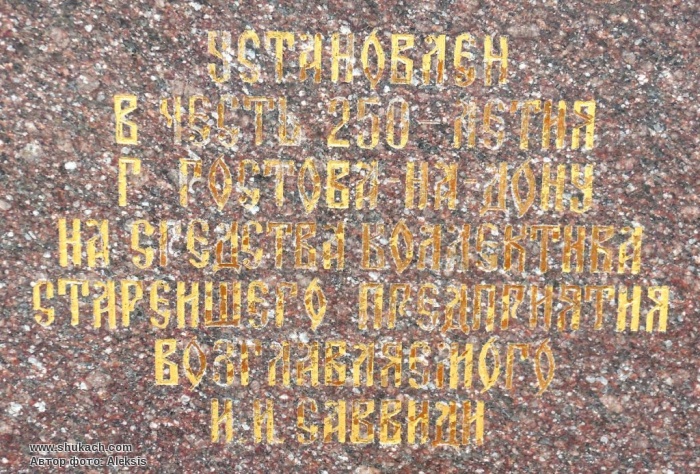 УСТАНОВЛЕН
В ЧЕСТЬ 250-ЛЕТИЯ
Г РОСТОВА-НА-ДОНУ
НА СРЕДСТВА КОЛЛЕКТИВА
СТАРЕИШЕГО ПРЕДПРИЯТИЯ
ВОЗГЛАВЛЯЕМОГО
И. И. САВВИДИ
www.shukach.com
Автор фото: Aleksis